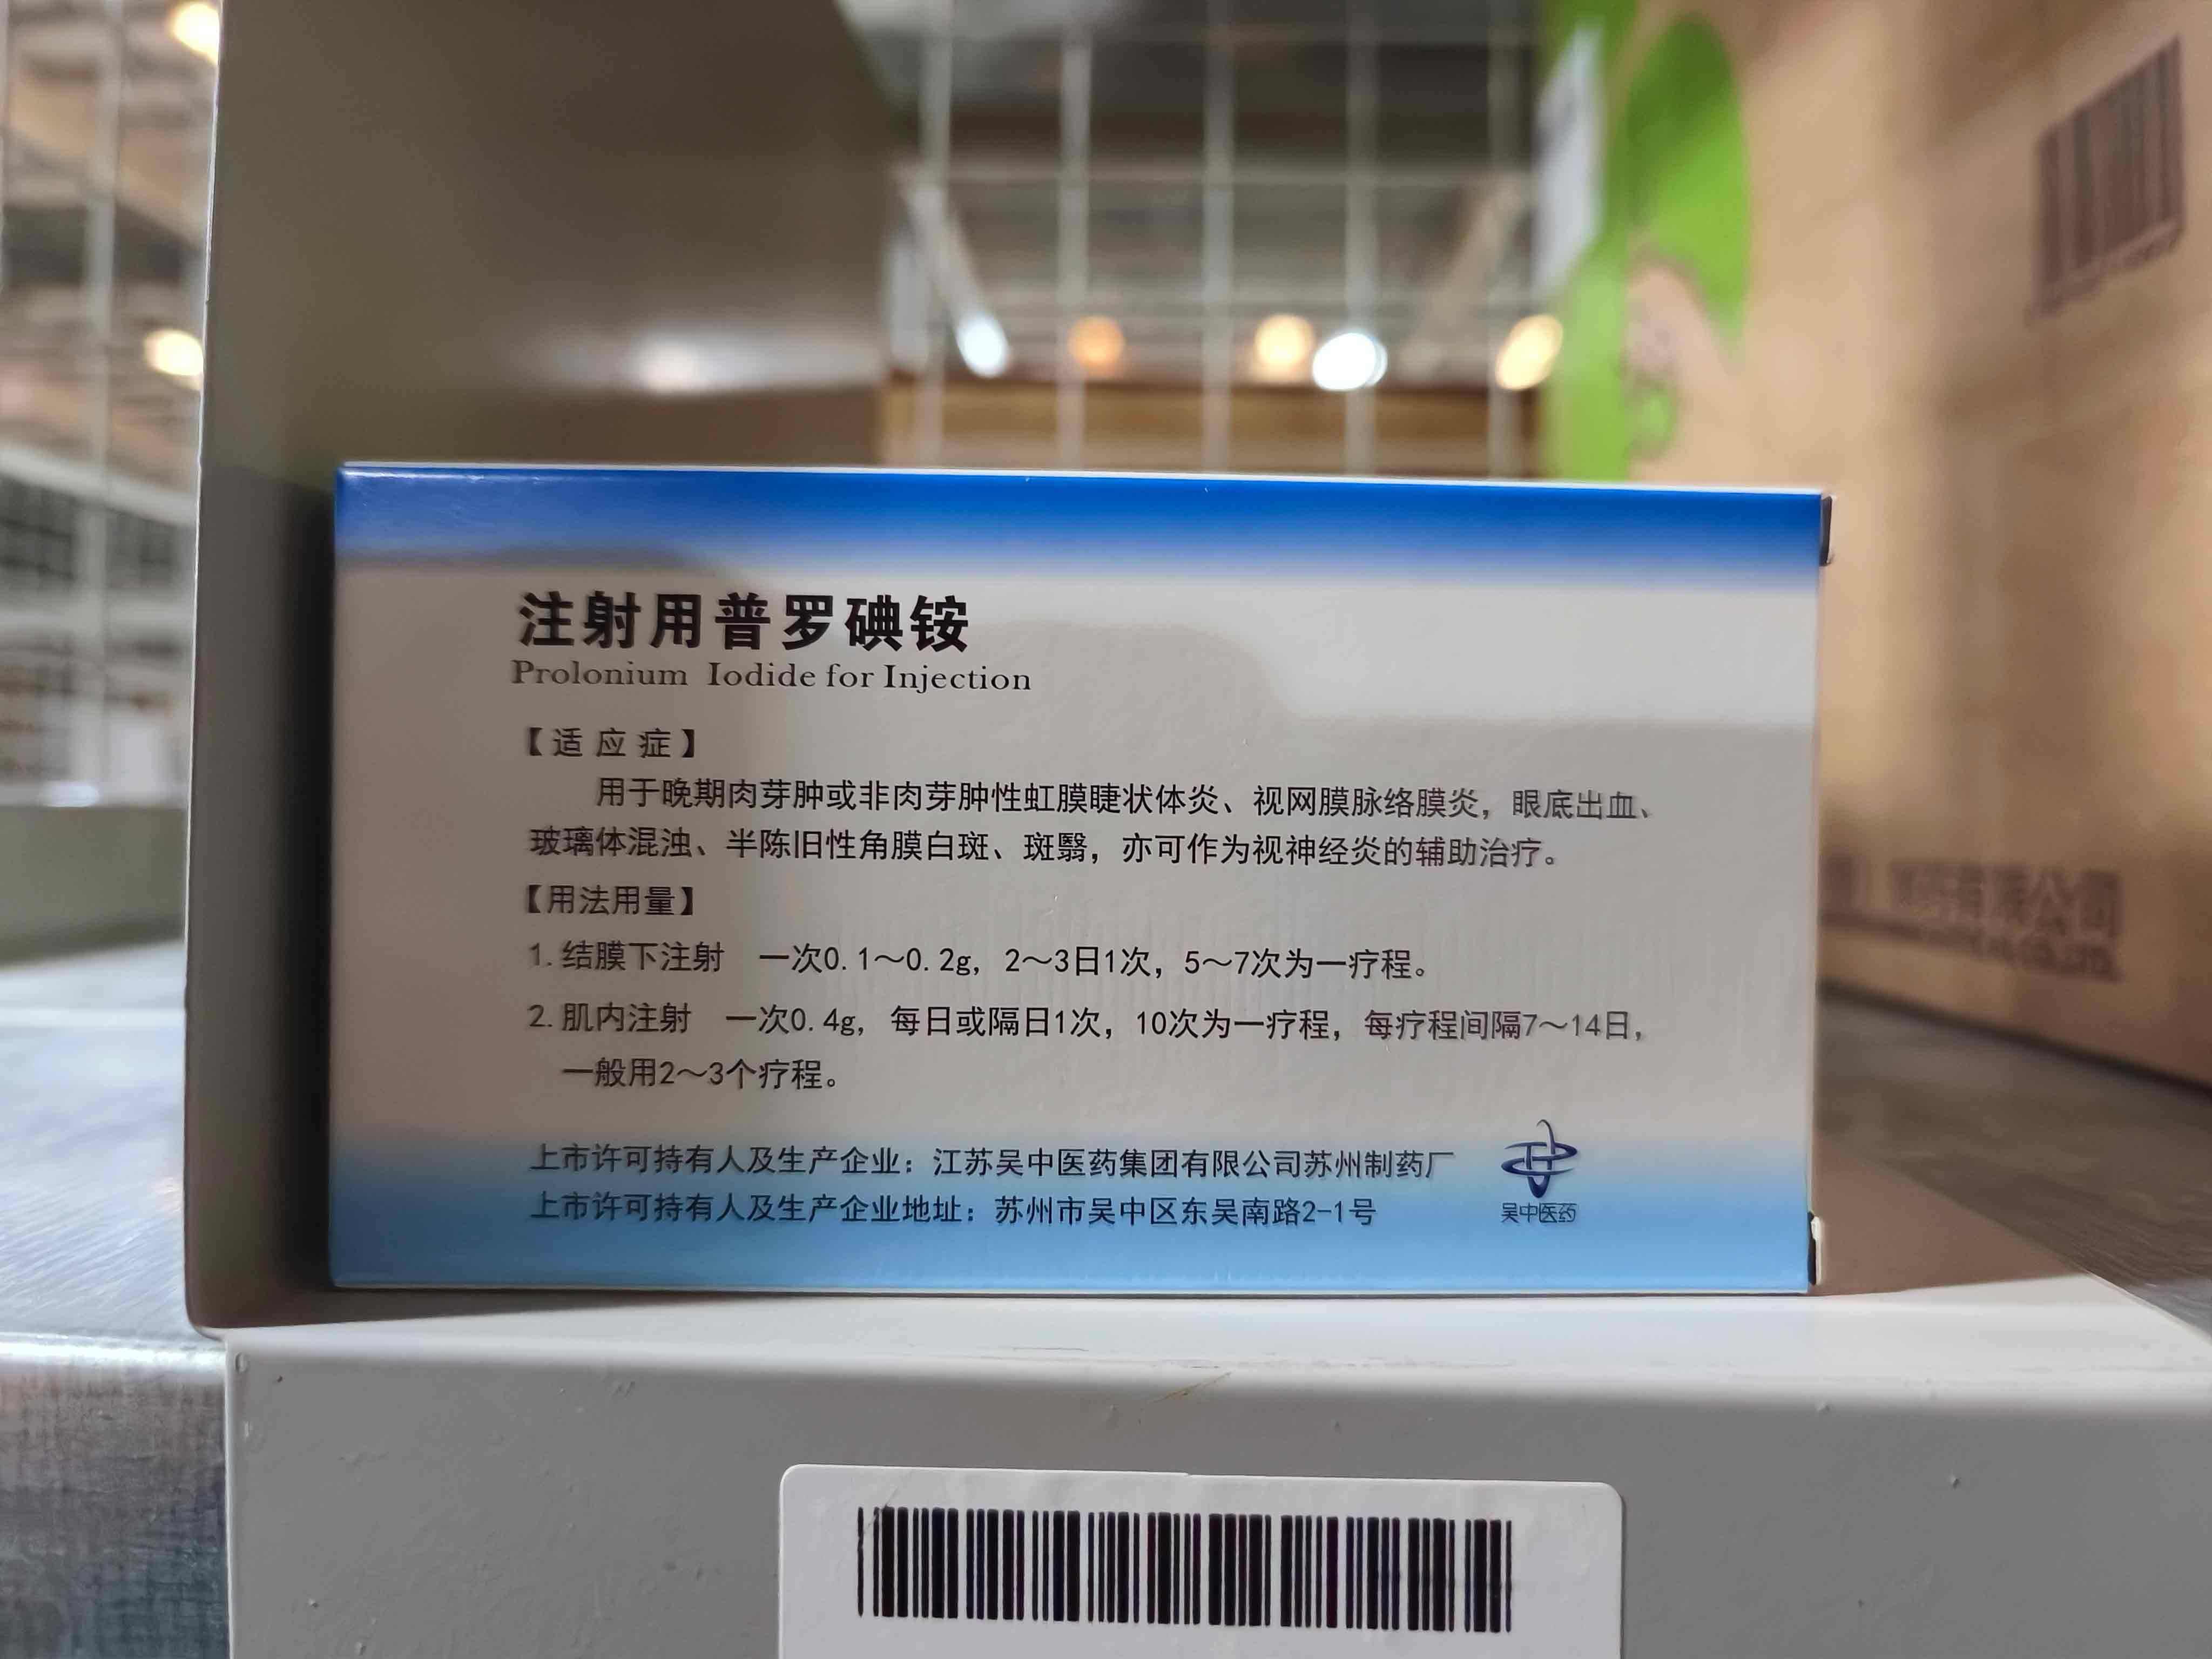 注射用普罗碘铵
Prolonium Iodide for Injection
【适应症】
用于晚期肉芽肿或非肉芽肿性虹膜睫状体炎、视网膜脉络膜炎，眼底出血、
玻璃体混浊、半陈旧性角膜白斑、斑翳，亦可作为视神经炎的辅助治疗。
【用法用量】
1.结膜下注射 一次0.1～0.2g，2～3日1次，5～7次为一疗程。
2.肌内注射 一次0.4g，每日或隔日1次，10次为一疗程，每疗程间隔7～14日，
一般用2～3个疗程。
上市许可持有人及生产企业：江苏吴中医药集团有限公司苏州制药厂
上市许可持有人及生产企业地址：苏州市吴中区东吴南路2-1号
吴中医药
有限公司